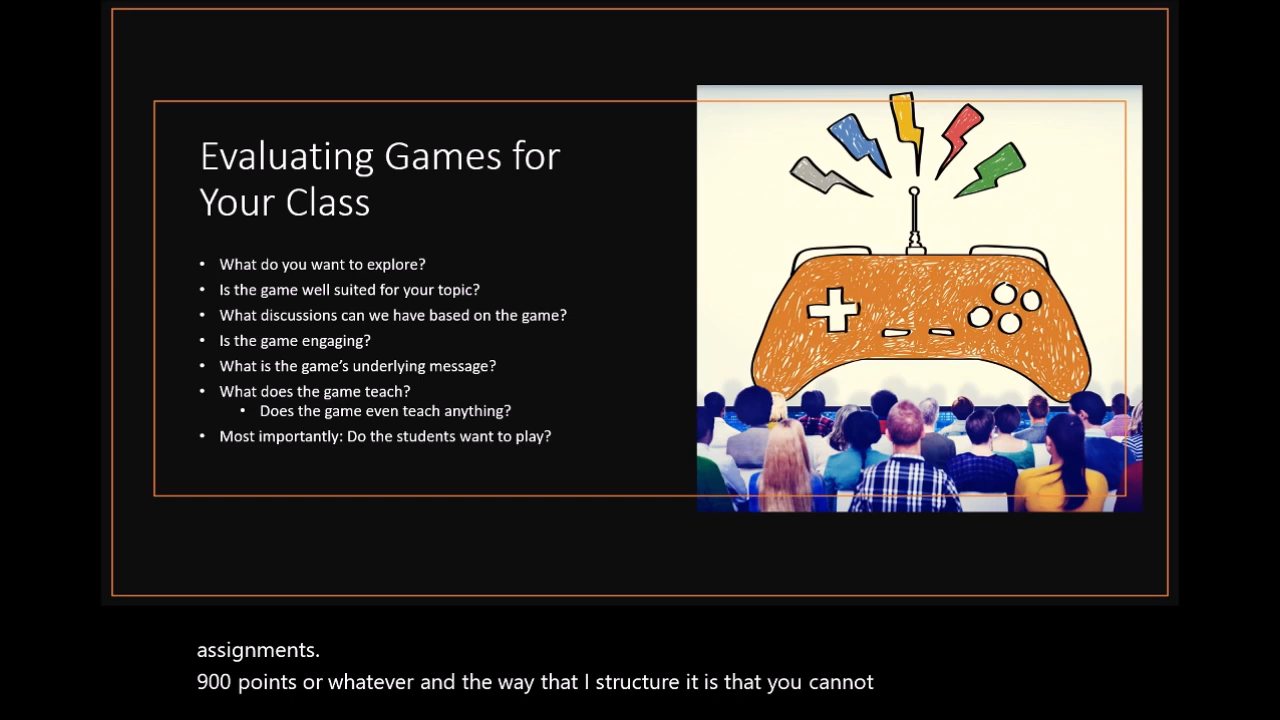 Evaluating Games for
Your Class
• What do you want to explore?
• Is the game well suited for your topic?
• What discussions can we have based on the game?
• Is the game engaging?
• What is the game’s underlying message?
• What does the game teach?
• Does the game even teach anything?
• Most importantly: Do the students want to play?
assignments.
900 points or whatever and the way that I structure it is that you cannot